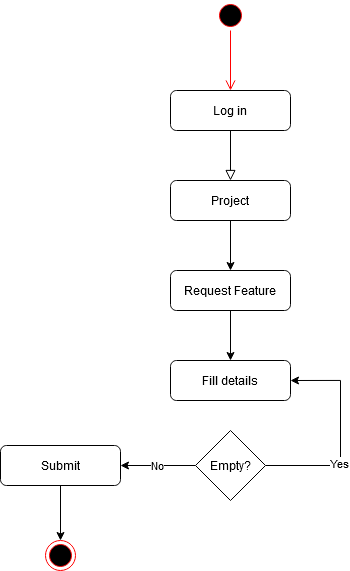 Log in
Project
Request Feature
Fill details
Empty?
Yes
No
Submit